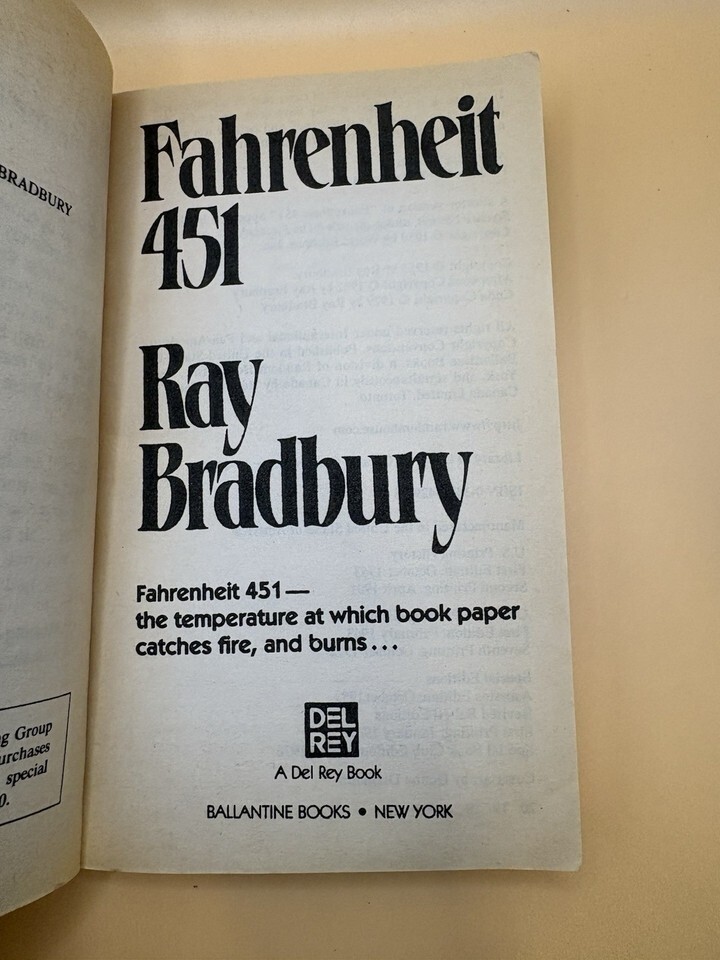 BRADBURY
Group
special
Fahrenheit
451
Ray
Bradbury
Fahrenheit 451—
the temperature at which book paper
catches fire, and burns...
DEL
REY
A Del Rey Book
BALLANTINE BOOKS • NEW YORK